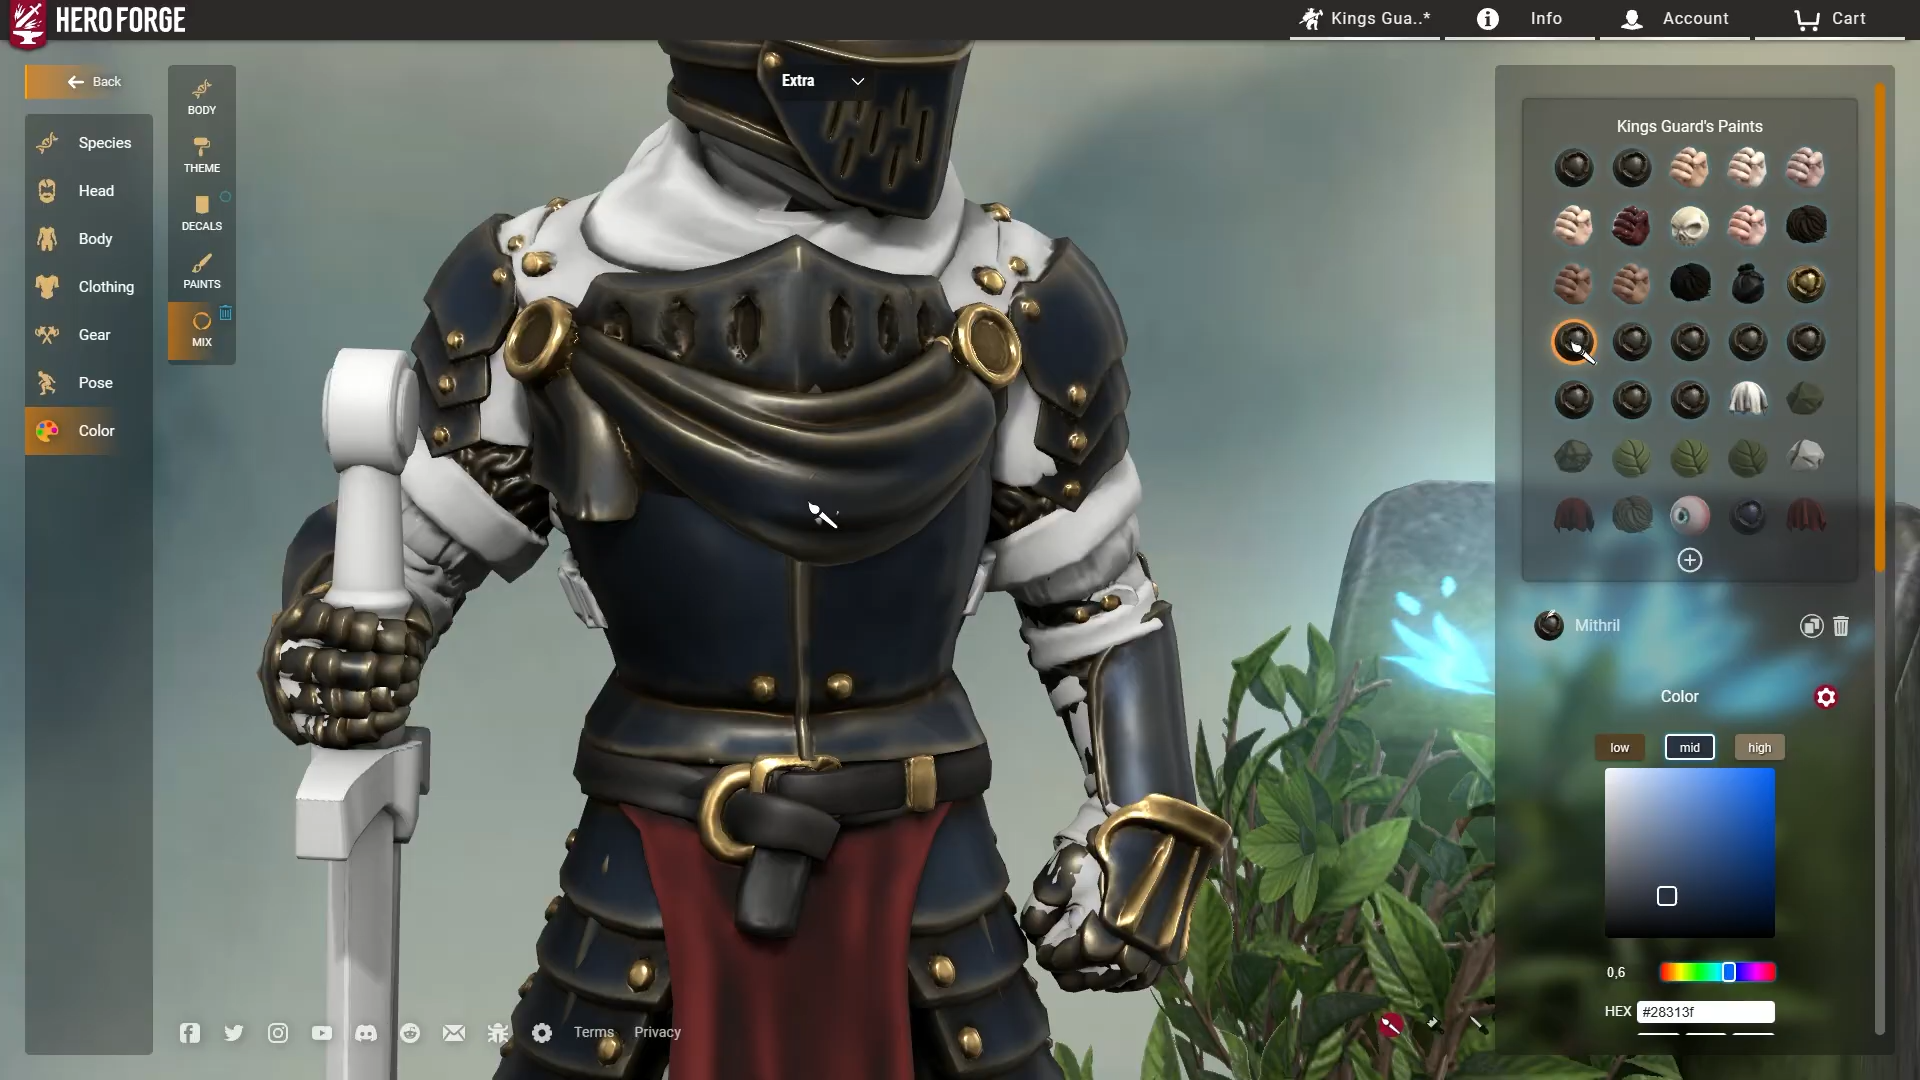 HERO FORGE
Kings Gua..*
Info
Account
Cart
Back
Species
Head
Body
Clothing
Gear
Pose
Color
BODY
THEME
DECALS
PAINTS
MIX
Extra
Kings Guard's Paints
Mithril
Color
low
mid
high
0,6
HEX
#28313f
Terms
Privacy